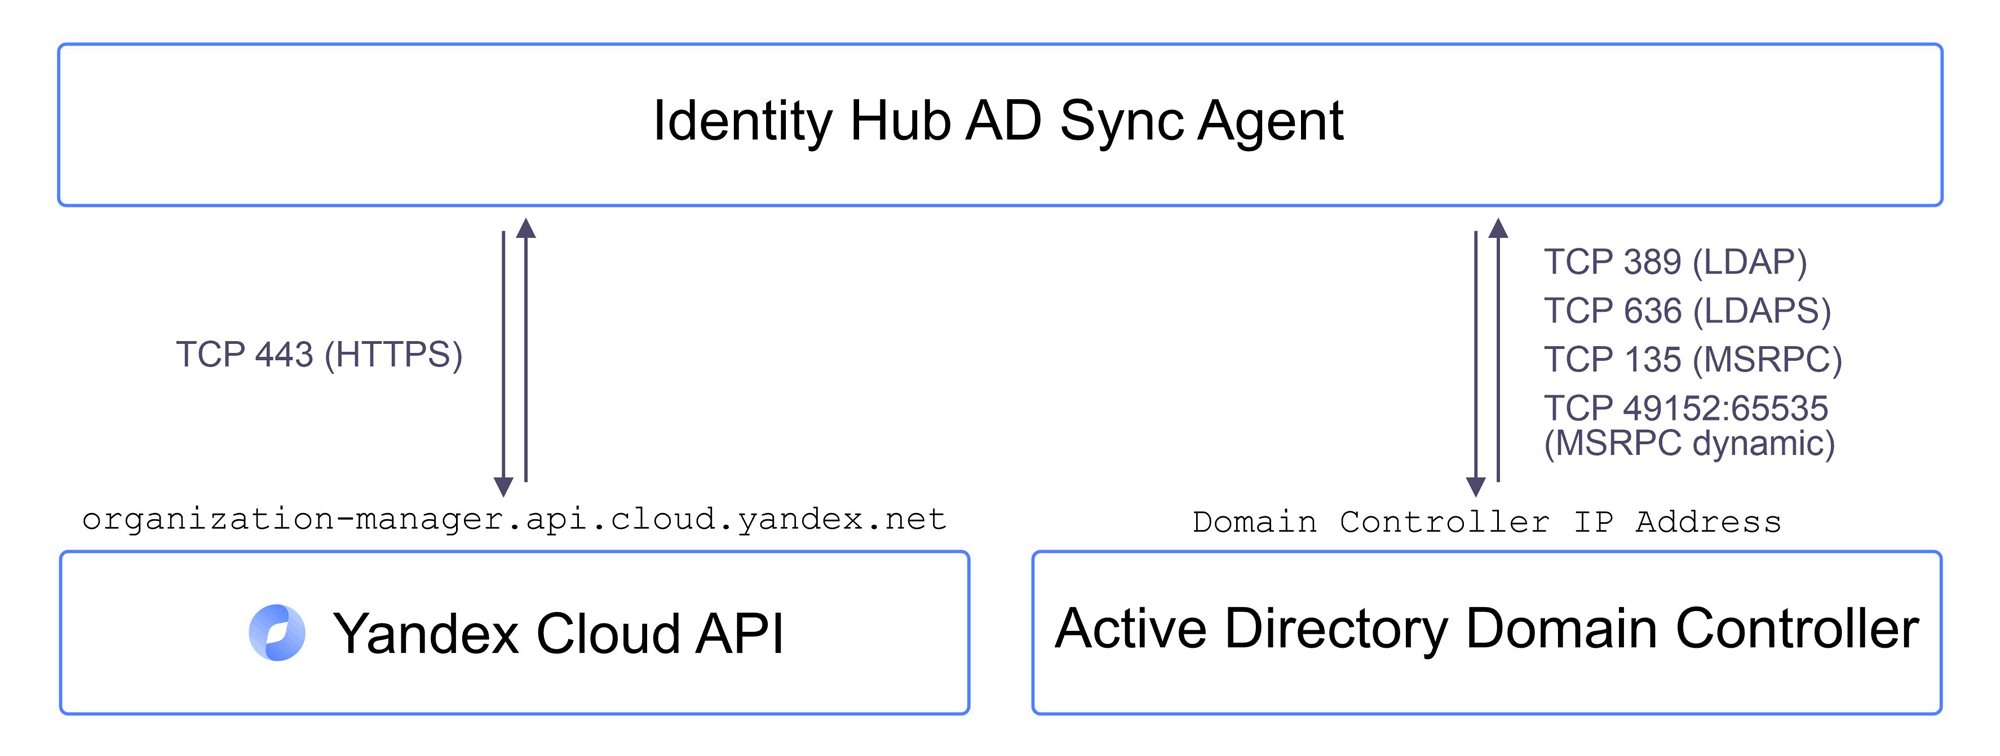 Identity Hub AD Sync Agent
TCP 443 (HTTPS)
TCP 389 (LDAP)
TCP 636 (LDAPS)
TCP 135 (MSRPC)
TCP 49152:65535
(MSRPC dynamic)
organization-manager.api.cloud.yandex.net
Domain Controller IP Address
Yandex Cloud API
Active Directory Domain Controller